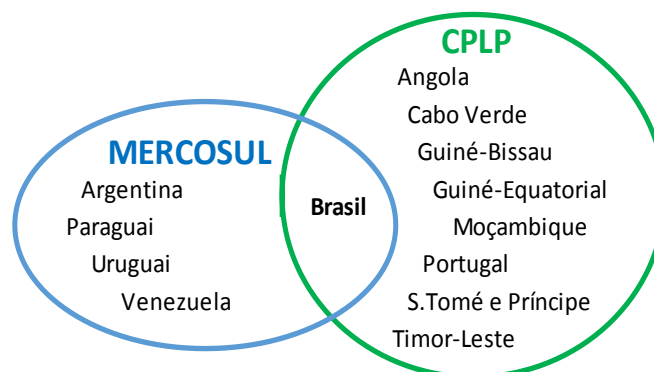 MERCOSUL
Argentina
Paraguai
Uruguai
Venezuela
Brasil
CPLP
Angola
Cabo Verde
Guiné-Bissau
Guiné-Equatorial
Moçambique
Portugal
S.Tomé e Príncipe
Timor-Leste